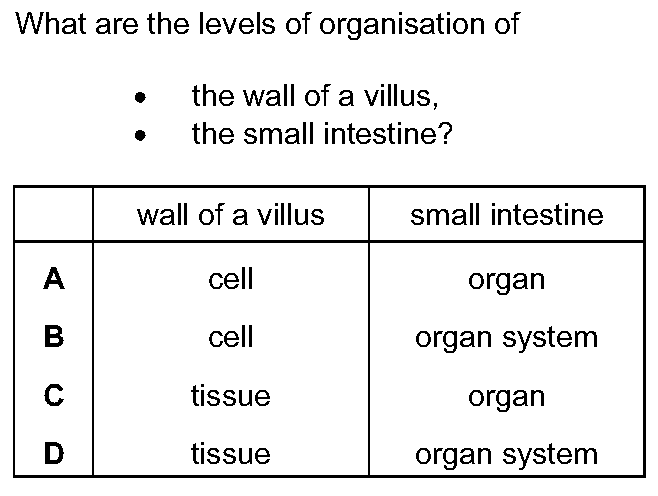 What are the levels of organisation of
• the wall of a villus,
• the small intestine?
wall of a villus small intestine
A cell organ
B cell organ system
C tissue organ
D tissue organ system